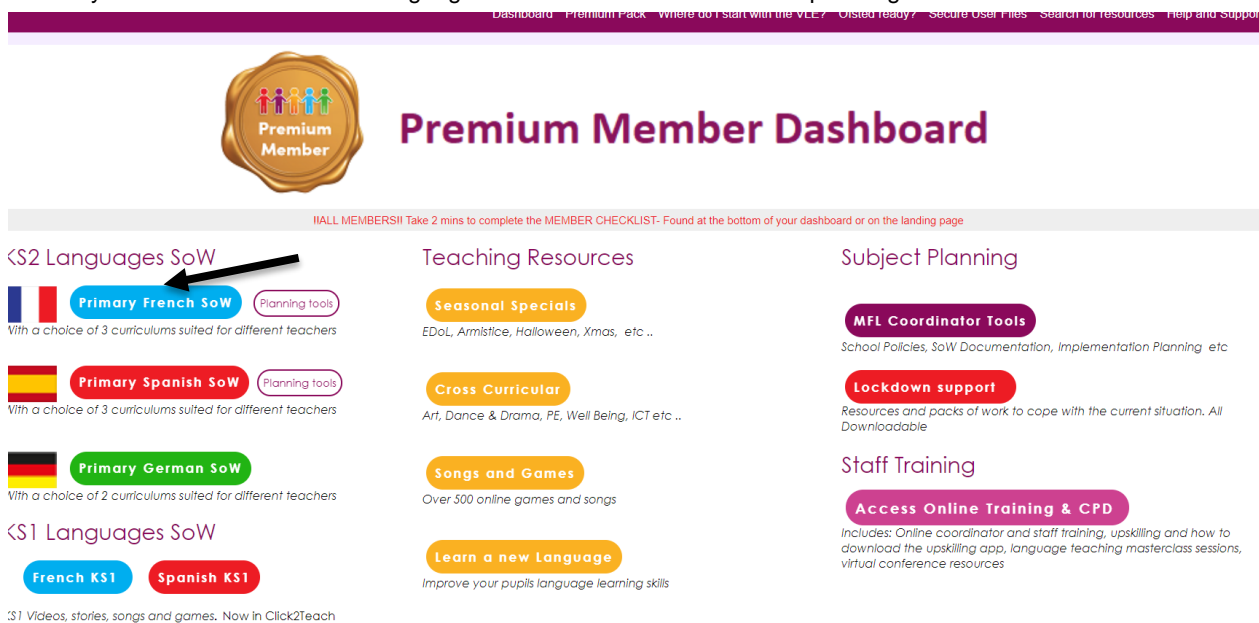 Dashboard Premium Pack Where do I start with the VLE? Ofsted ready? Secure User Files Search for resources Help and Support
Premium
Member
Premium Member Dashboard
!!ALL MEMBERS!! Take 2 mins to complete the MEMBER CHECKLIST- Found at the bottom of your dashboard or on the landing page
KS2 Languages SoW
Primary French SoW
Planning tools
With a choice of 3 curriculums suited for different teachers
Primary Spanish SoW
Planning tools
With a choice of 3 curriculums suited for different teachers
Primary German SoW
With a choice of 2 curriculums suited for different teachers
KS1 Languages SoW
French KS1
Spanish KS1
KS1 Videos, stories, songs and games. Now in Click2Teach
Teaching Resources
Seasonal Specials
EDoL, Armistice, Halloween, Xmas, etc ..
Cross Curricular
Art, Dance & Drama, PE, Well Being, ICT etc ..
Songs and Games
Over 500 online games and songs
Learn a new Language
Improve your pupils language learning skills
Subject Planning
MFL Coordinator Tools
School Policies, SoW Documentation, Implementation Planning etc
Lockdown support
Resources and packs of work to cope with the current situation. All
Downloadable
Staff Training
Access Online Training & CPD
Includes: Online coordinator and staff training, upskilling and how to
download the upskilling app, language teaching masterclass sessions,
virtual conference resources